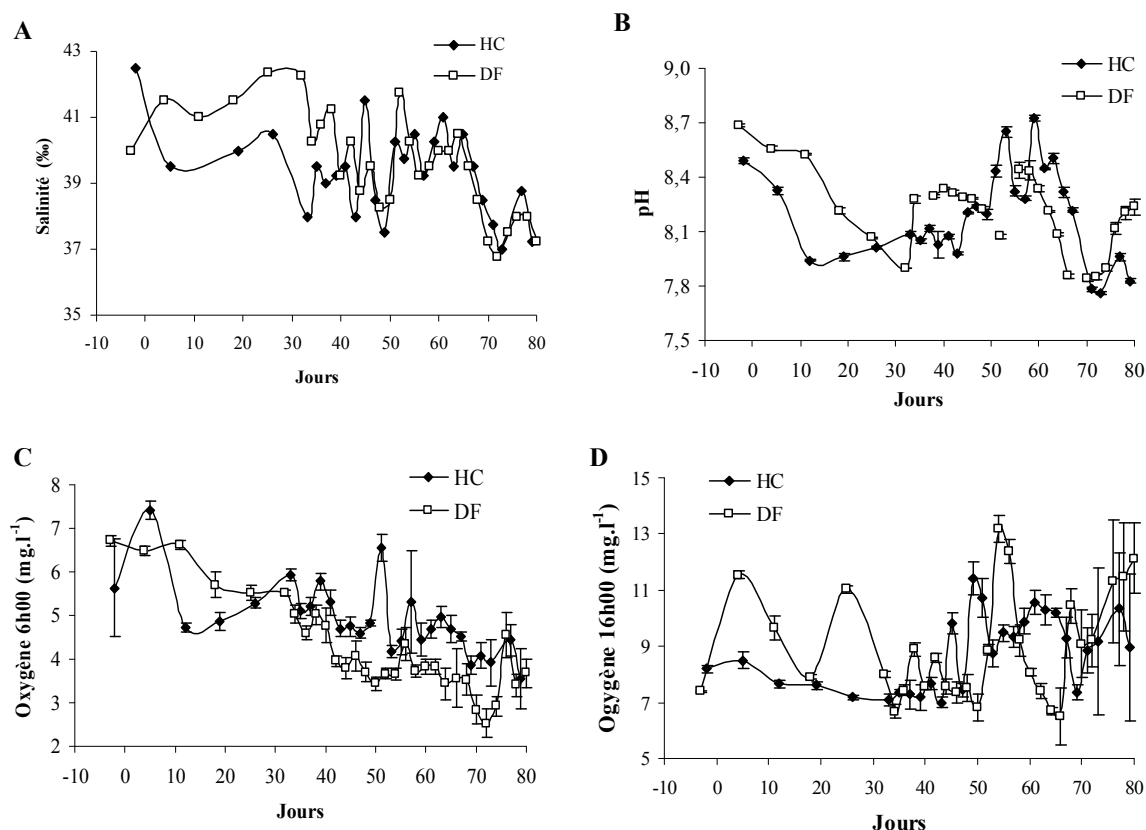 A
HC
DF
Salinité (‰)
43
41
39
37
35
-10 0 10 20 30 40 50 60 70 80
Jours
B
HC
DF
pH
9,0
8,7
8,4
8,1
7,8
7,5
-10 0 10 20 30 40 50 60 70 80
Jours
C
HC
DF
Oxygène 6h00 (mg.l-1)
8
7
6
5
4
3
2
-10 0 10 20 30 40 50 60 70 80
Jours
D
HC
DF
Ogygène 16h00 (mg.l-1)
15
13
11
9
7
5
-10 0 10 20 30 40 50 60 70 80
Jours